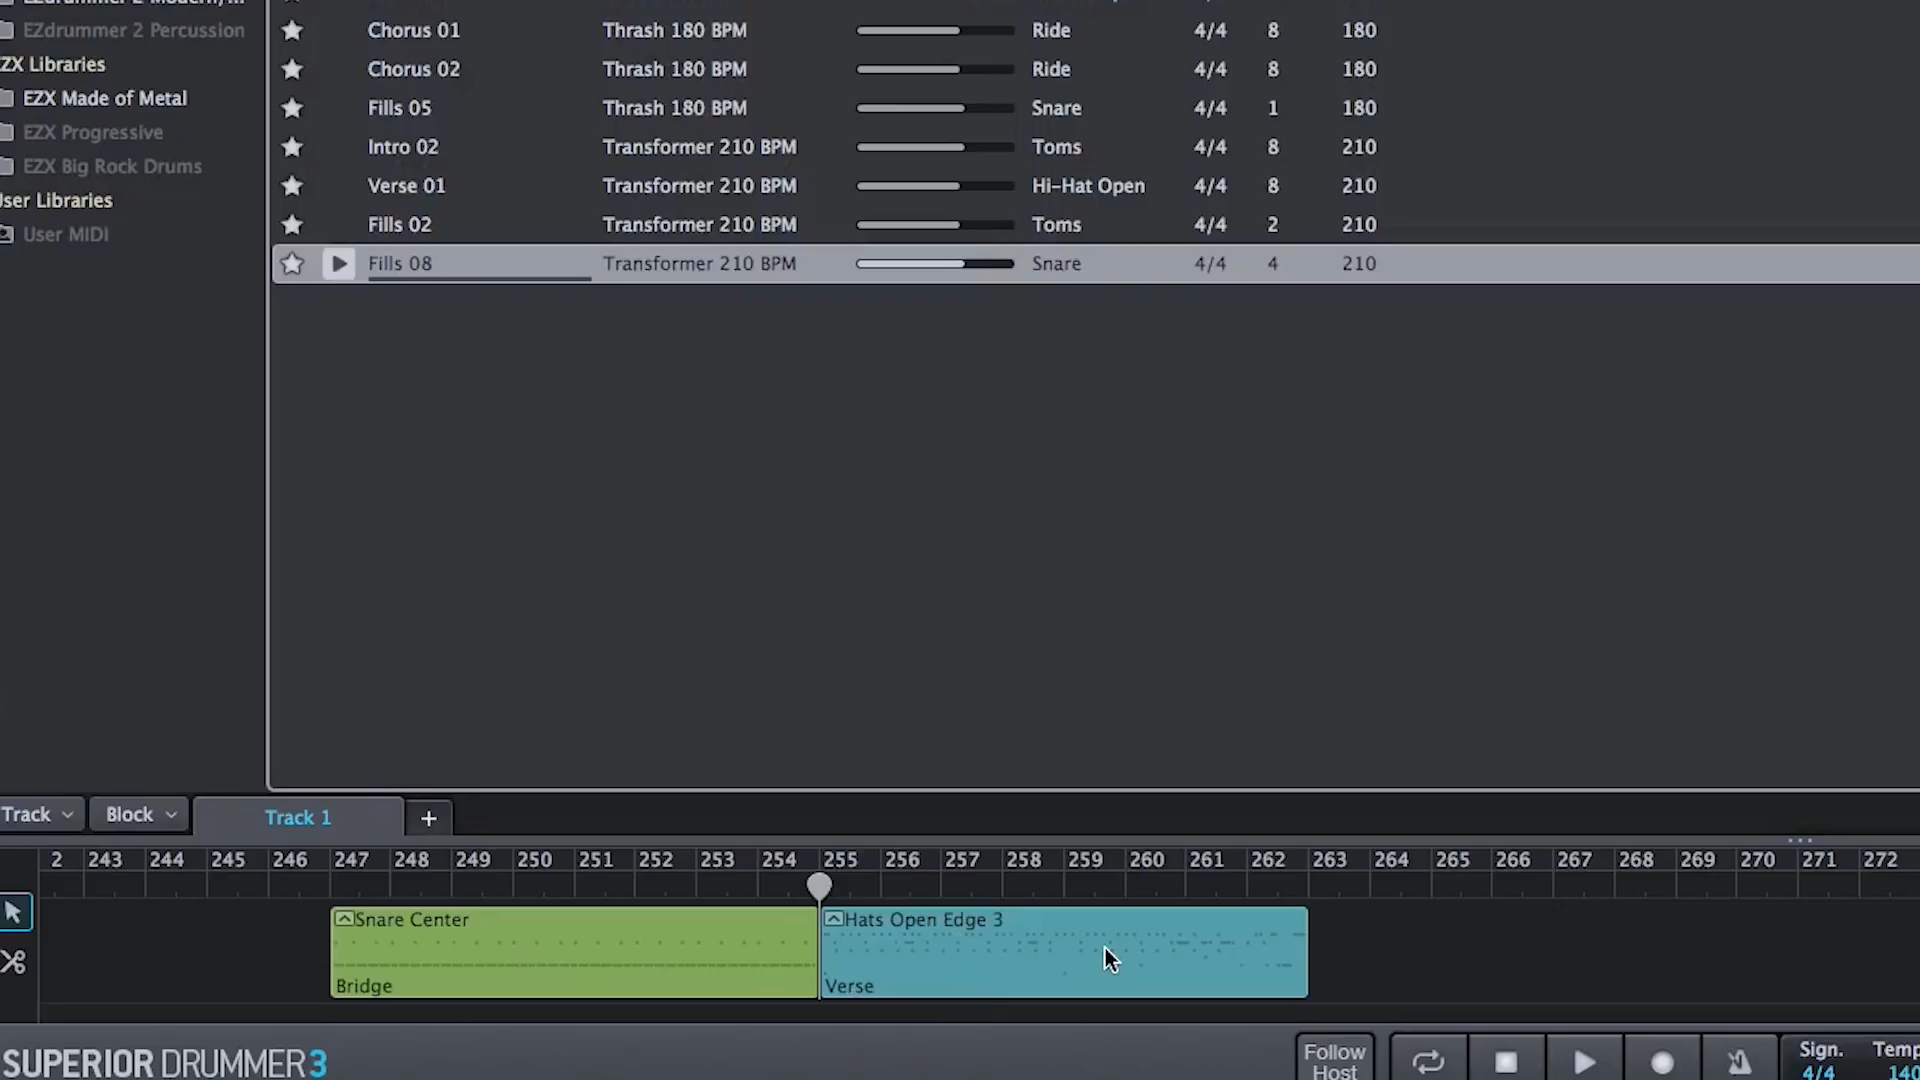 EZdrummer 2 Percussion
ZX Libraries
EZX Made of Metal
EZX Progressive
EZX Big Rock Drums
ser Libraries
User MIDI
Chorus 01 Thrash 180 BPM Ride 4/4 8 180
Chorus 02 Thrash 180 BPM Ride 4/4 8 180
Fills 05 Thrash 180 BPM Snare 4/4 1 180
Intro 02 Transformer 210 BPM Toms 4/4 8 210
Verse 01 Transformer 210 BPM Hi-Hat Open 4/4 8 210
Fills 02 Transformer 210 BPM Toms 4/4 2 210
Fills 08 Transformer 210 BPM Snare 4/4 4 210
Track Block Track 1 +
2 243 244 245 246 247 248 249 250 251 252 253 254 255 256 257 258 259 260 261 262 263 264 265 266 267 268 269 270 271 272
Snare Center Hats Open Edge 3
Bridge Verse
SUPERIOR DRUMMER 3
Follow
Host
Sign. Temp
4/4 140